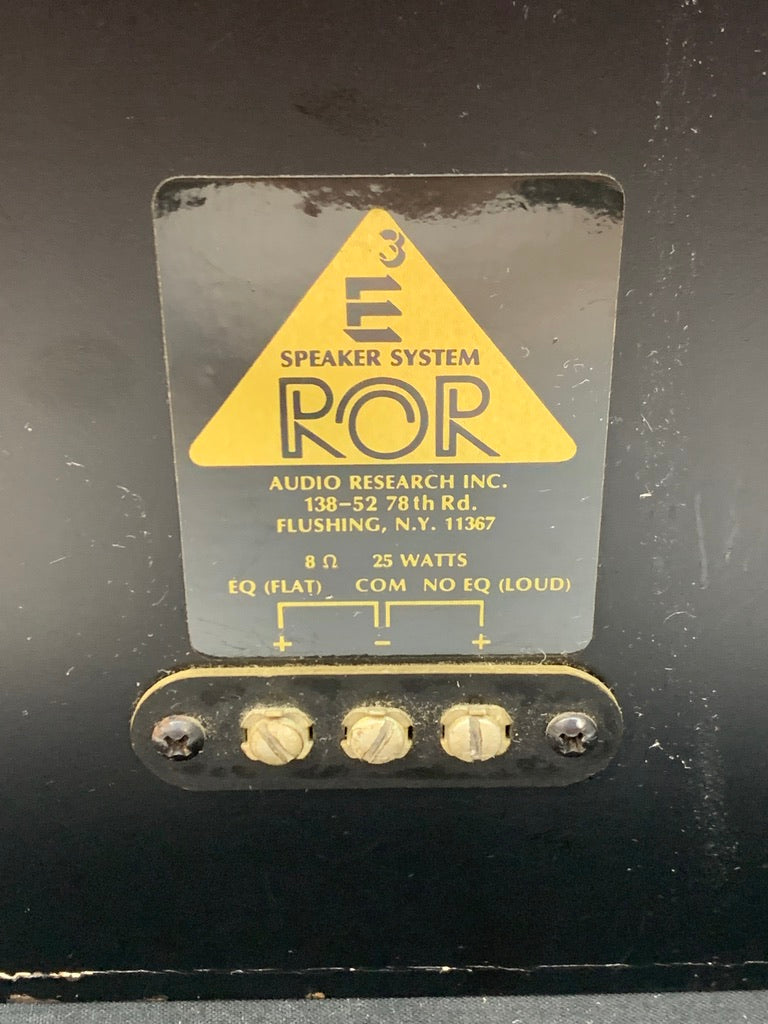 3
E
SPEAKER SYSTEM
ROR
AUDIO RESEARCH INC.
138-52 78th Rd.
FLUSHING, N.Y. 11367
8 Ω 25 WATTS
EQ (FLAT) COM NO EQ (LOUD)
+ - +